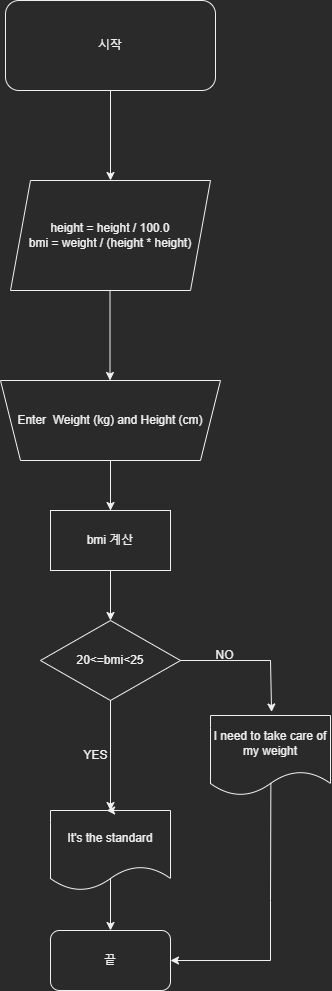 시작
height = height / 100.0
bmi = weight / (height * height)
Enter  Weight (kg) and Height (cm)
bmi 계산
20<=bmi<25
NO
I need to take care of
my weight
YES
It's the standard
끝